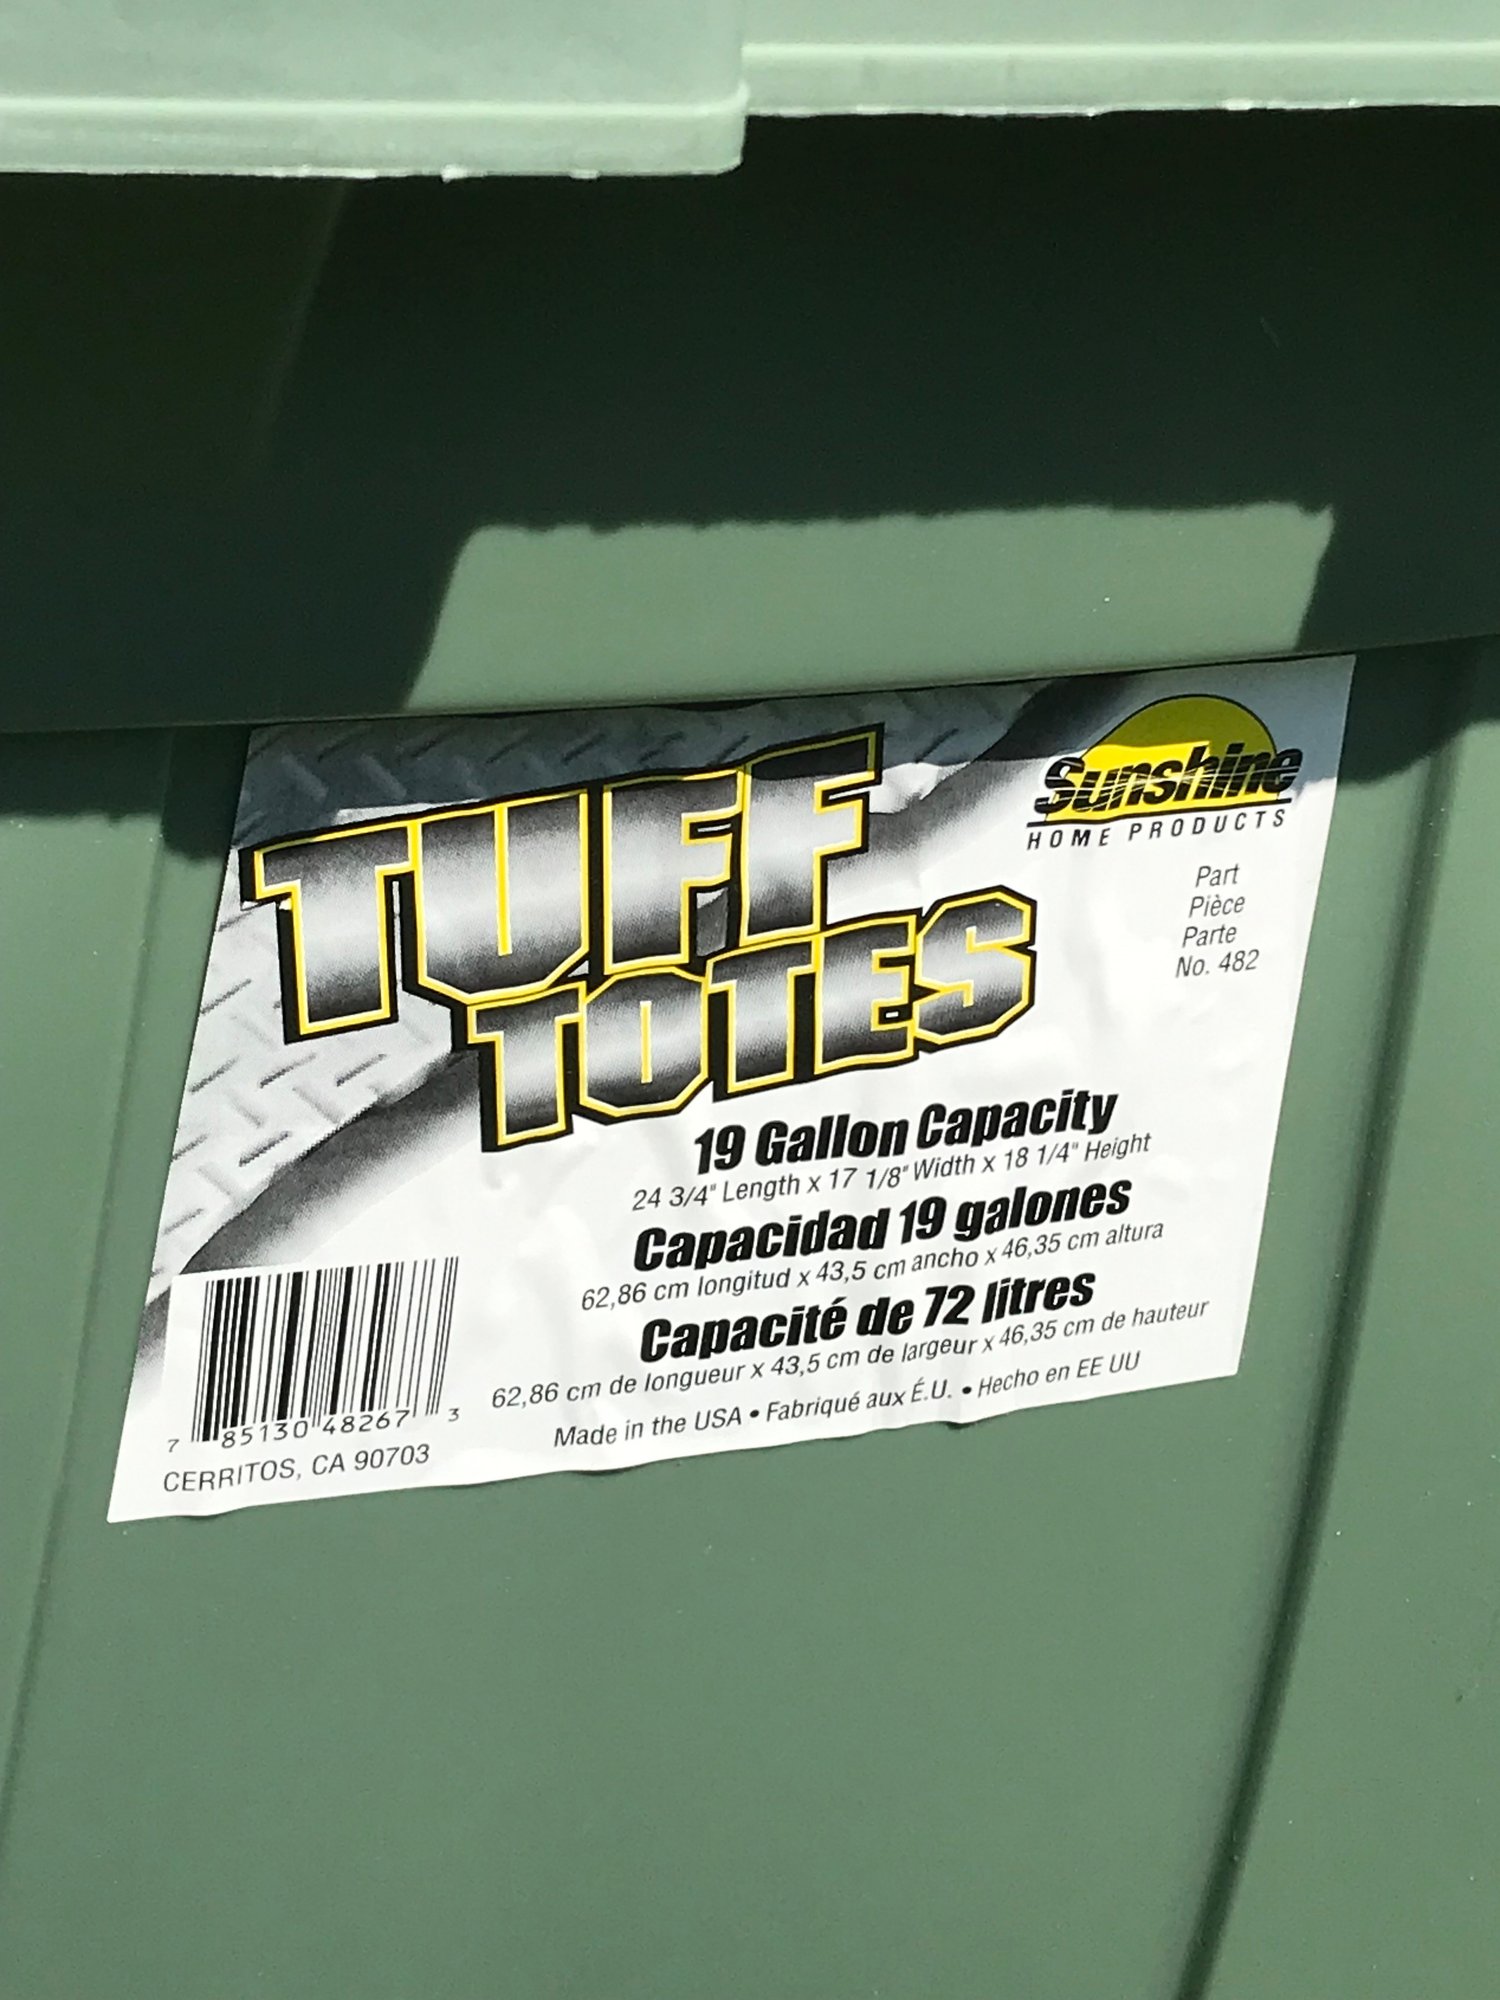 TUFF
TOTES
Sunshine
HOME PRODUCTS
Part
Pièce
Parte
No. 482
19 Gallon Capacity
24 3/4" Length x 17 1/8" Width x 18 1/4" Height
Capacidad 19 galones
62,86 cm longitud x 43,5 cm ancho x 46,35 cm altura
Capacité de 72 litres
62,86 cm de longueur x 43,5 cm de largeur x 46,35 cm de hauteur
Made in the USA • Fabriqué aux É.U. • Hecho en EE UU
7 85130 48267 3
CERRITOS, CA 90703